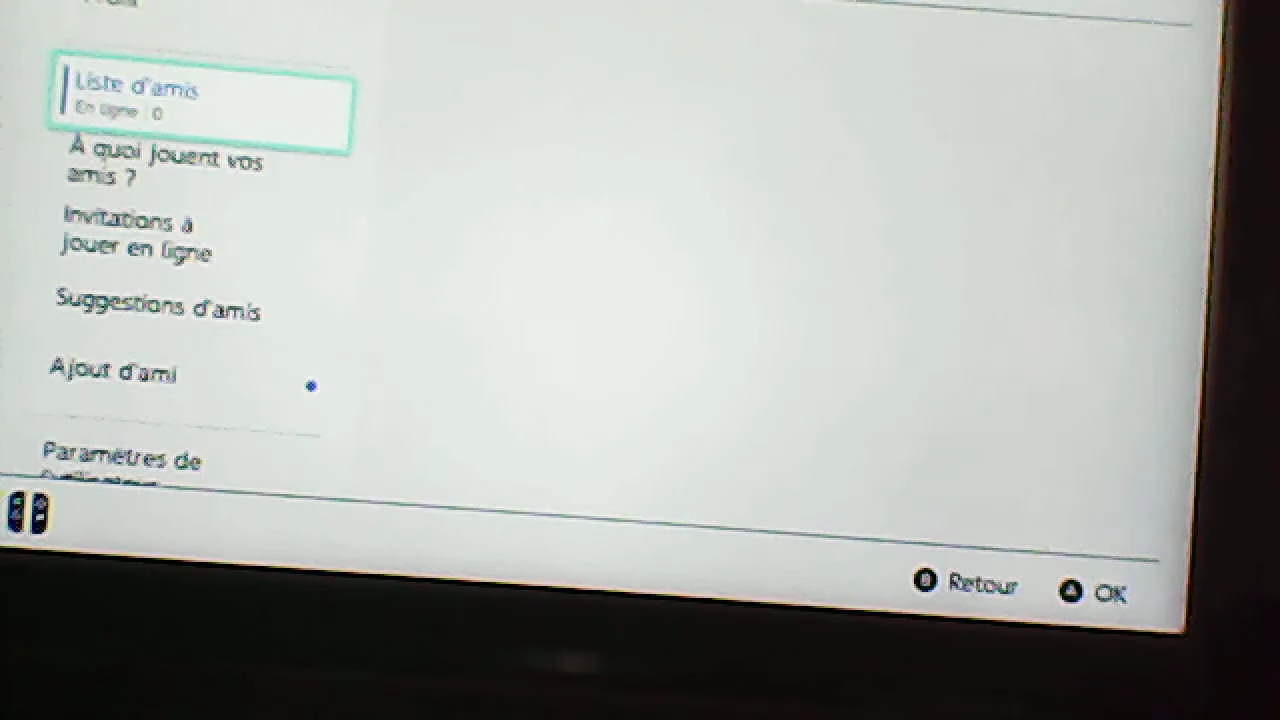 Liste d'amis
En ligne : 0
À quoi jouent vos
amis ?
Invitations à
jouer en ligne
Suggestions d'amis
Ajout d'ami
Paramètres de
B Retour A OK